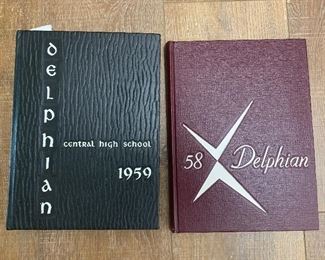 Delphian
central high school
1959
58 Delphian